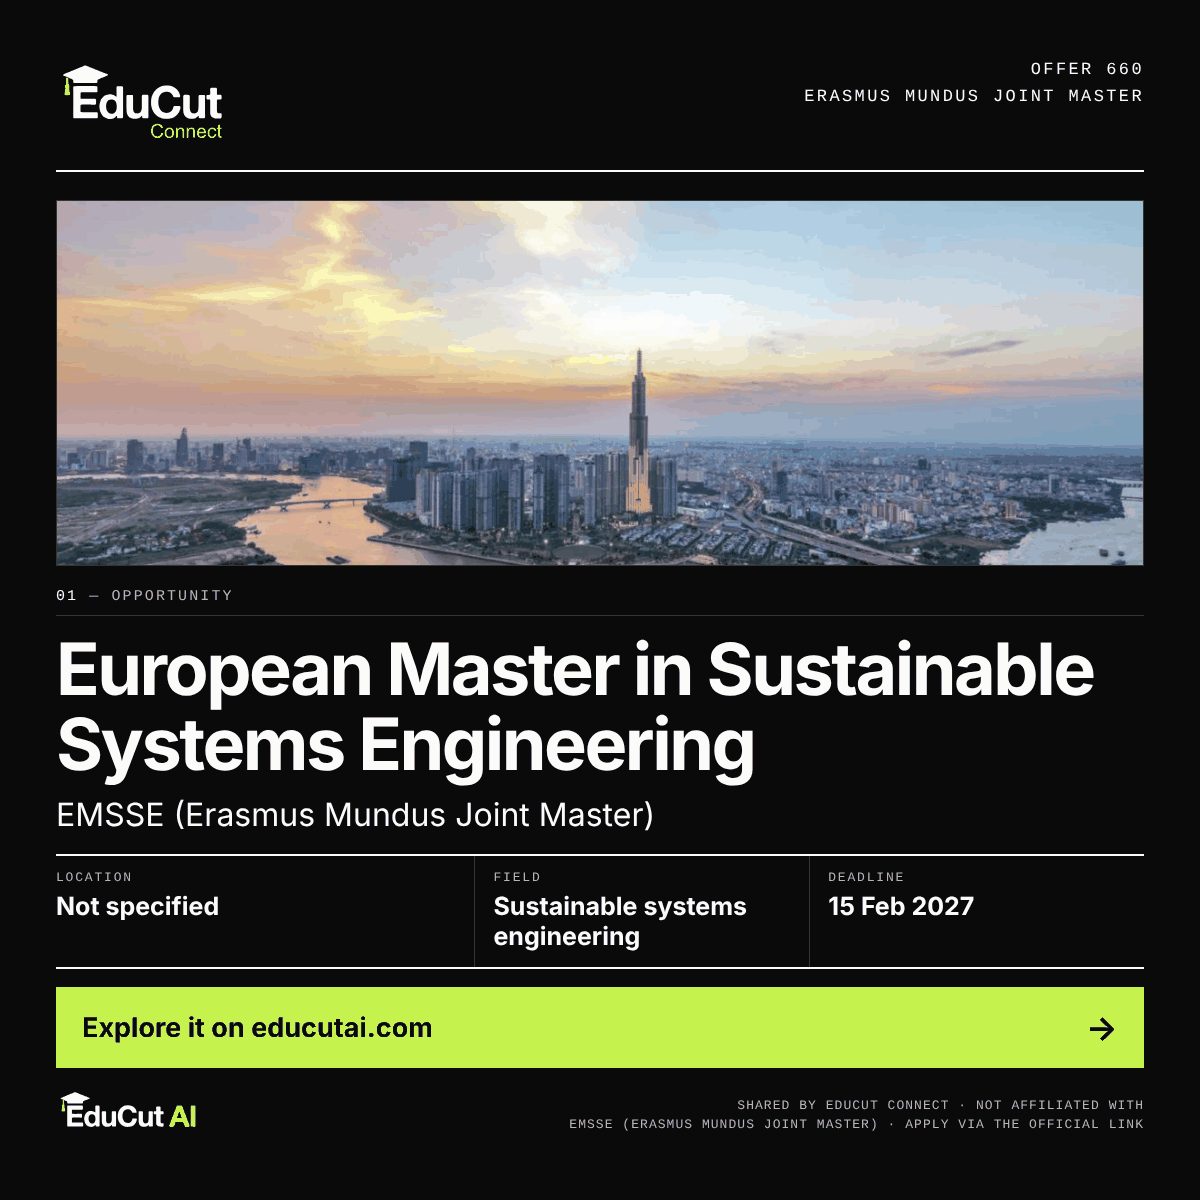 EduCut
Connect
OFFER 660
ERASMUS MUNDUS JOINT MASTER
01 — OPPORTUNITY
European Master in Sustainable
Systems Engineering
EMSSE (Erasmus Mundus Joint Master)
LOCATION
Not specified
FIELD
Sustainable systems
engineering
DEADLINE
15 Feb 2027
Explore it on educutai.com →
EduCut AI
SHARED BY EDUCUT CONNECT · NOT AFFILIATED WITH
EMSSE (ERASMUS MUNDUS JOINT MASTER) · APPLY VIA THE OFFICIAL LINK